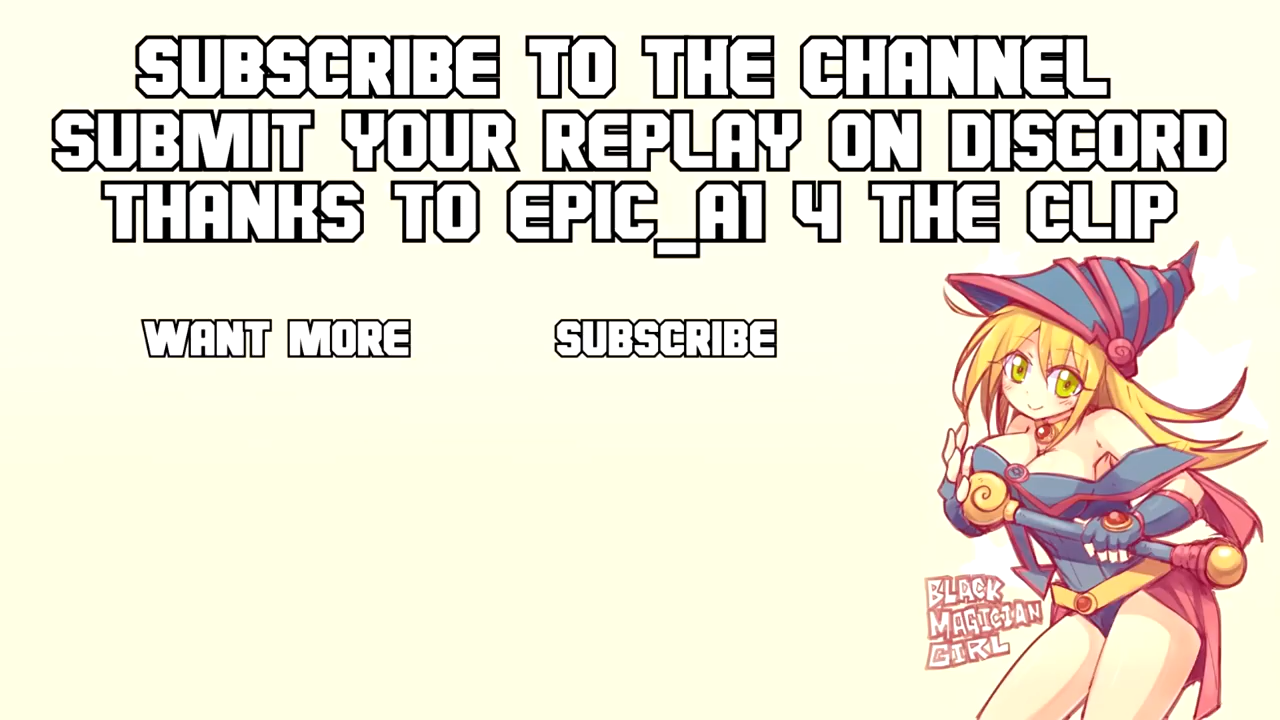 SUBSCRIBE TO THE CHANNEL
SUBMIT YOUR REPLAY ON DISCORD
THANKS TO EPIC_A1 4 THE CLIP
WANT MORE
SUBSCRIBE
BLACK
MAGICIAN
GIRL